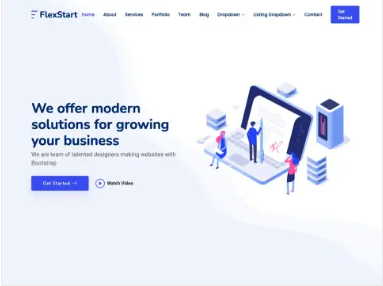 FlexStart Home About Services Portfolio Team Blog Dropdown Listing Dropdown Contact Get Started
We offer modern
solutions for growing
your business
We are team of talented designers making websites with
Bootstrap
Get Started → Watch Video